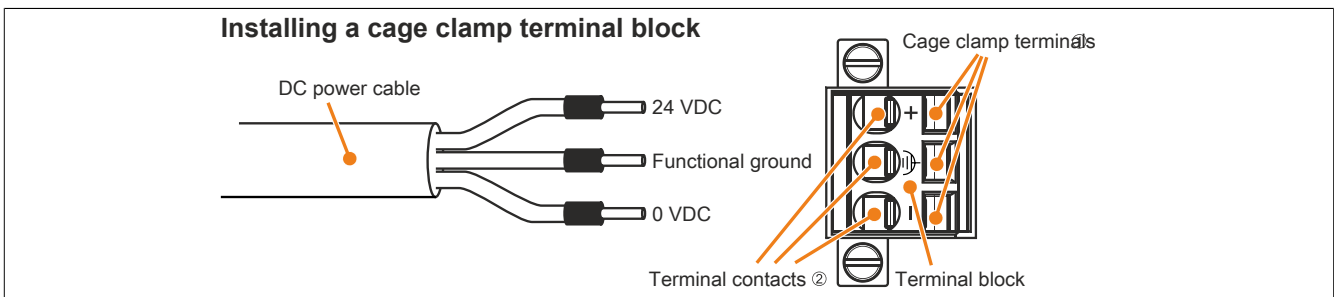 Installing a cage clamp terminal block
Cage clamp terminals ①
DC power cable
24 VDC
+
Functional ground
0 VDC
–
Terminal contacts ②
Terminal block